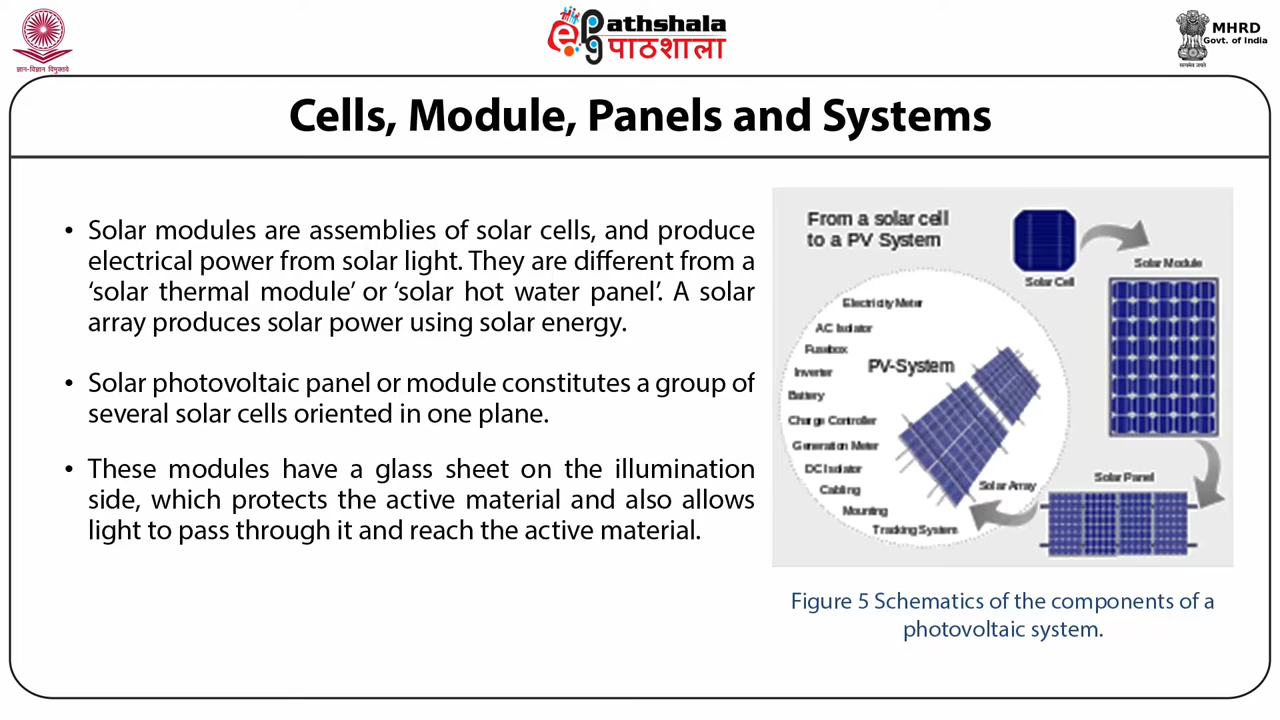 ज्ञान-विज्ञान विमुक्तये
ePg
athshala
पाठशाला
MHRD
Govt. of India
सत्यमेव जयते
Cells, Module, Panels and Systems
• Solar modules are assemblies of solar cells, and produce
electrical power from solar light. They are different from a
‘solar thermal module’ or ‘solar hot water panel’. A solar
array produces solar power using solar energy.
• Solar photovoltaic panel or module constitutes a group of
several solar cells oriented in one plane.
• These modules have a glass sheet on the illumination
side, which protects the active material and also allows
light to pass through it and reach the active material.
From a solar cell
to a PV System
Solar Cell
Solar Module
Electricity Meter
AC Isolator
Fusebox
Inverter
PV-System
Battery
Charge Controller
Generation Meter
DC Isolator
Cabling
Mounting
Tracking System
Solar Array
Solar Panel
Figure 5 Schematics of the components of a
photovoltaic system.